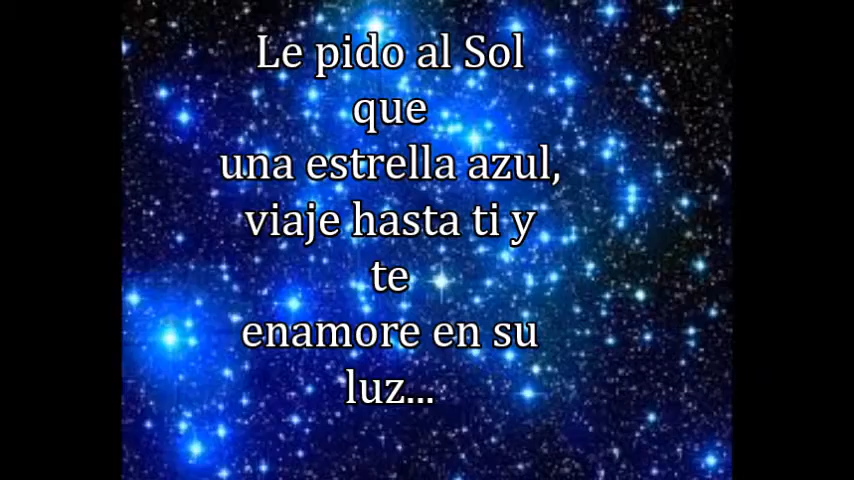 Le pido al Sol
que
una estrella azul,
viaje hasta ti y
te
enamore en su
luz...